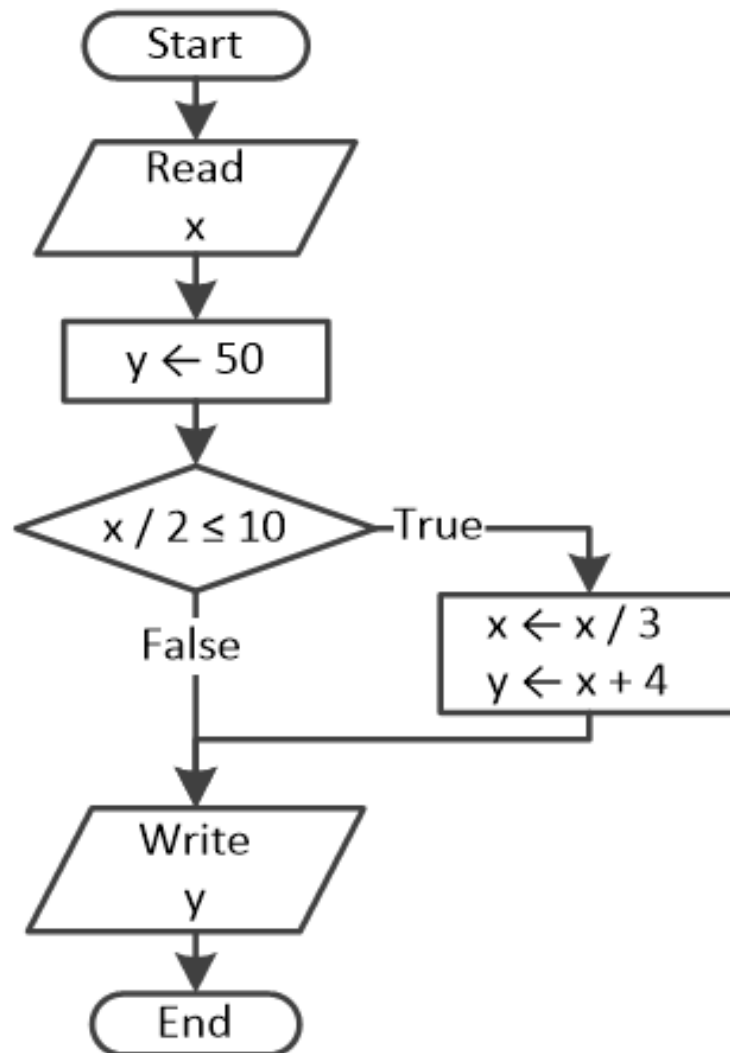 Start
Read
x
y ← 50
x / 2 ≤ 10
True
False
x ← x / 3
y ← x + 4
Write
y
End